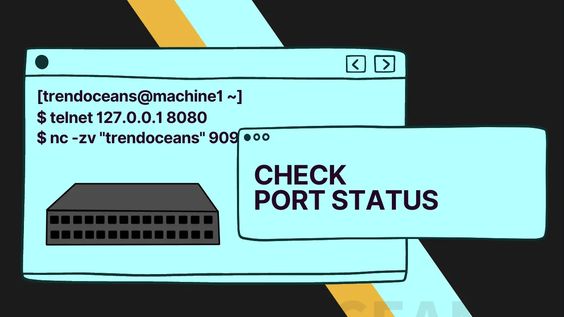 [trendoceans@machine1 ~]
$ telnet 127.0.0.1 8080
$ nc -zv "trendoceans" 909
CHECK
PORT STATUS